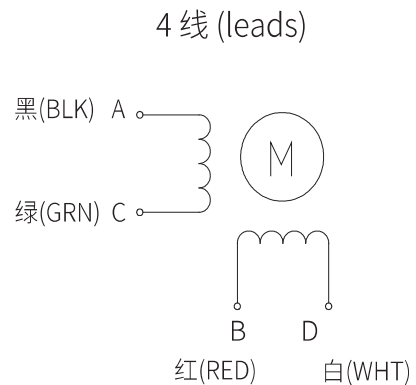 4 线 (leads)
黑(BLK) A
M
绿(GRN) C
B D
红(RED) 白(WHT)